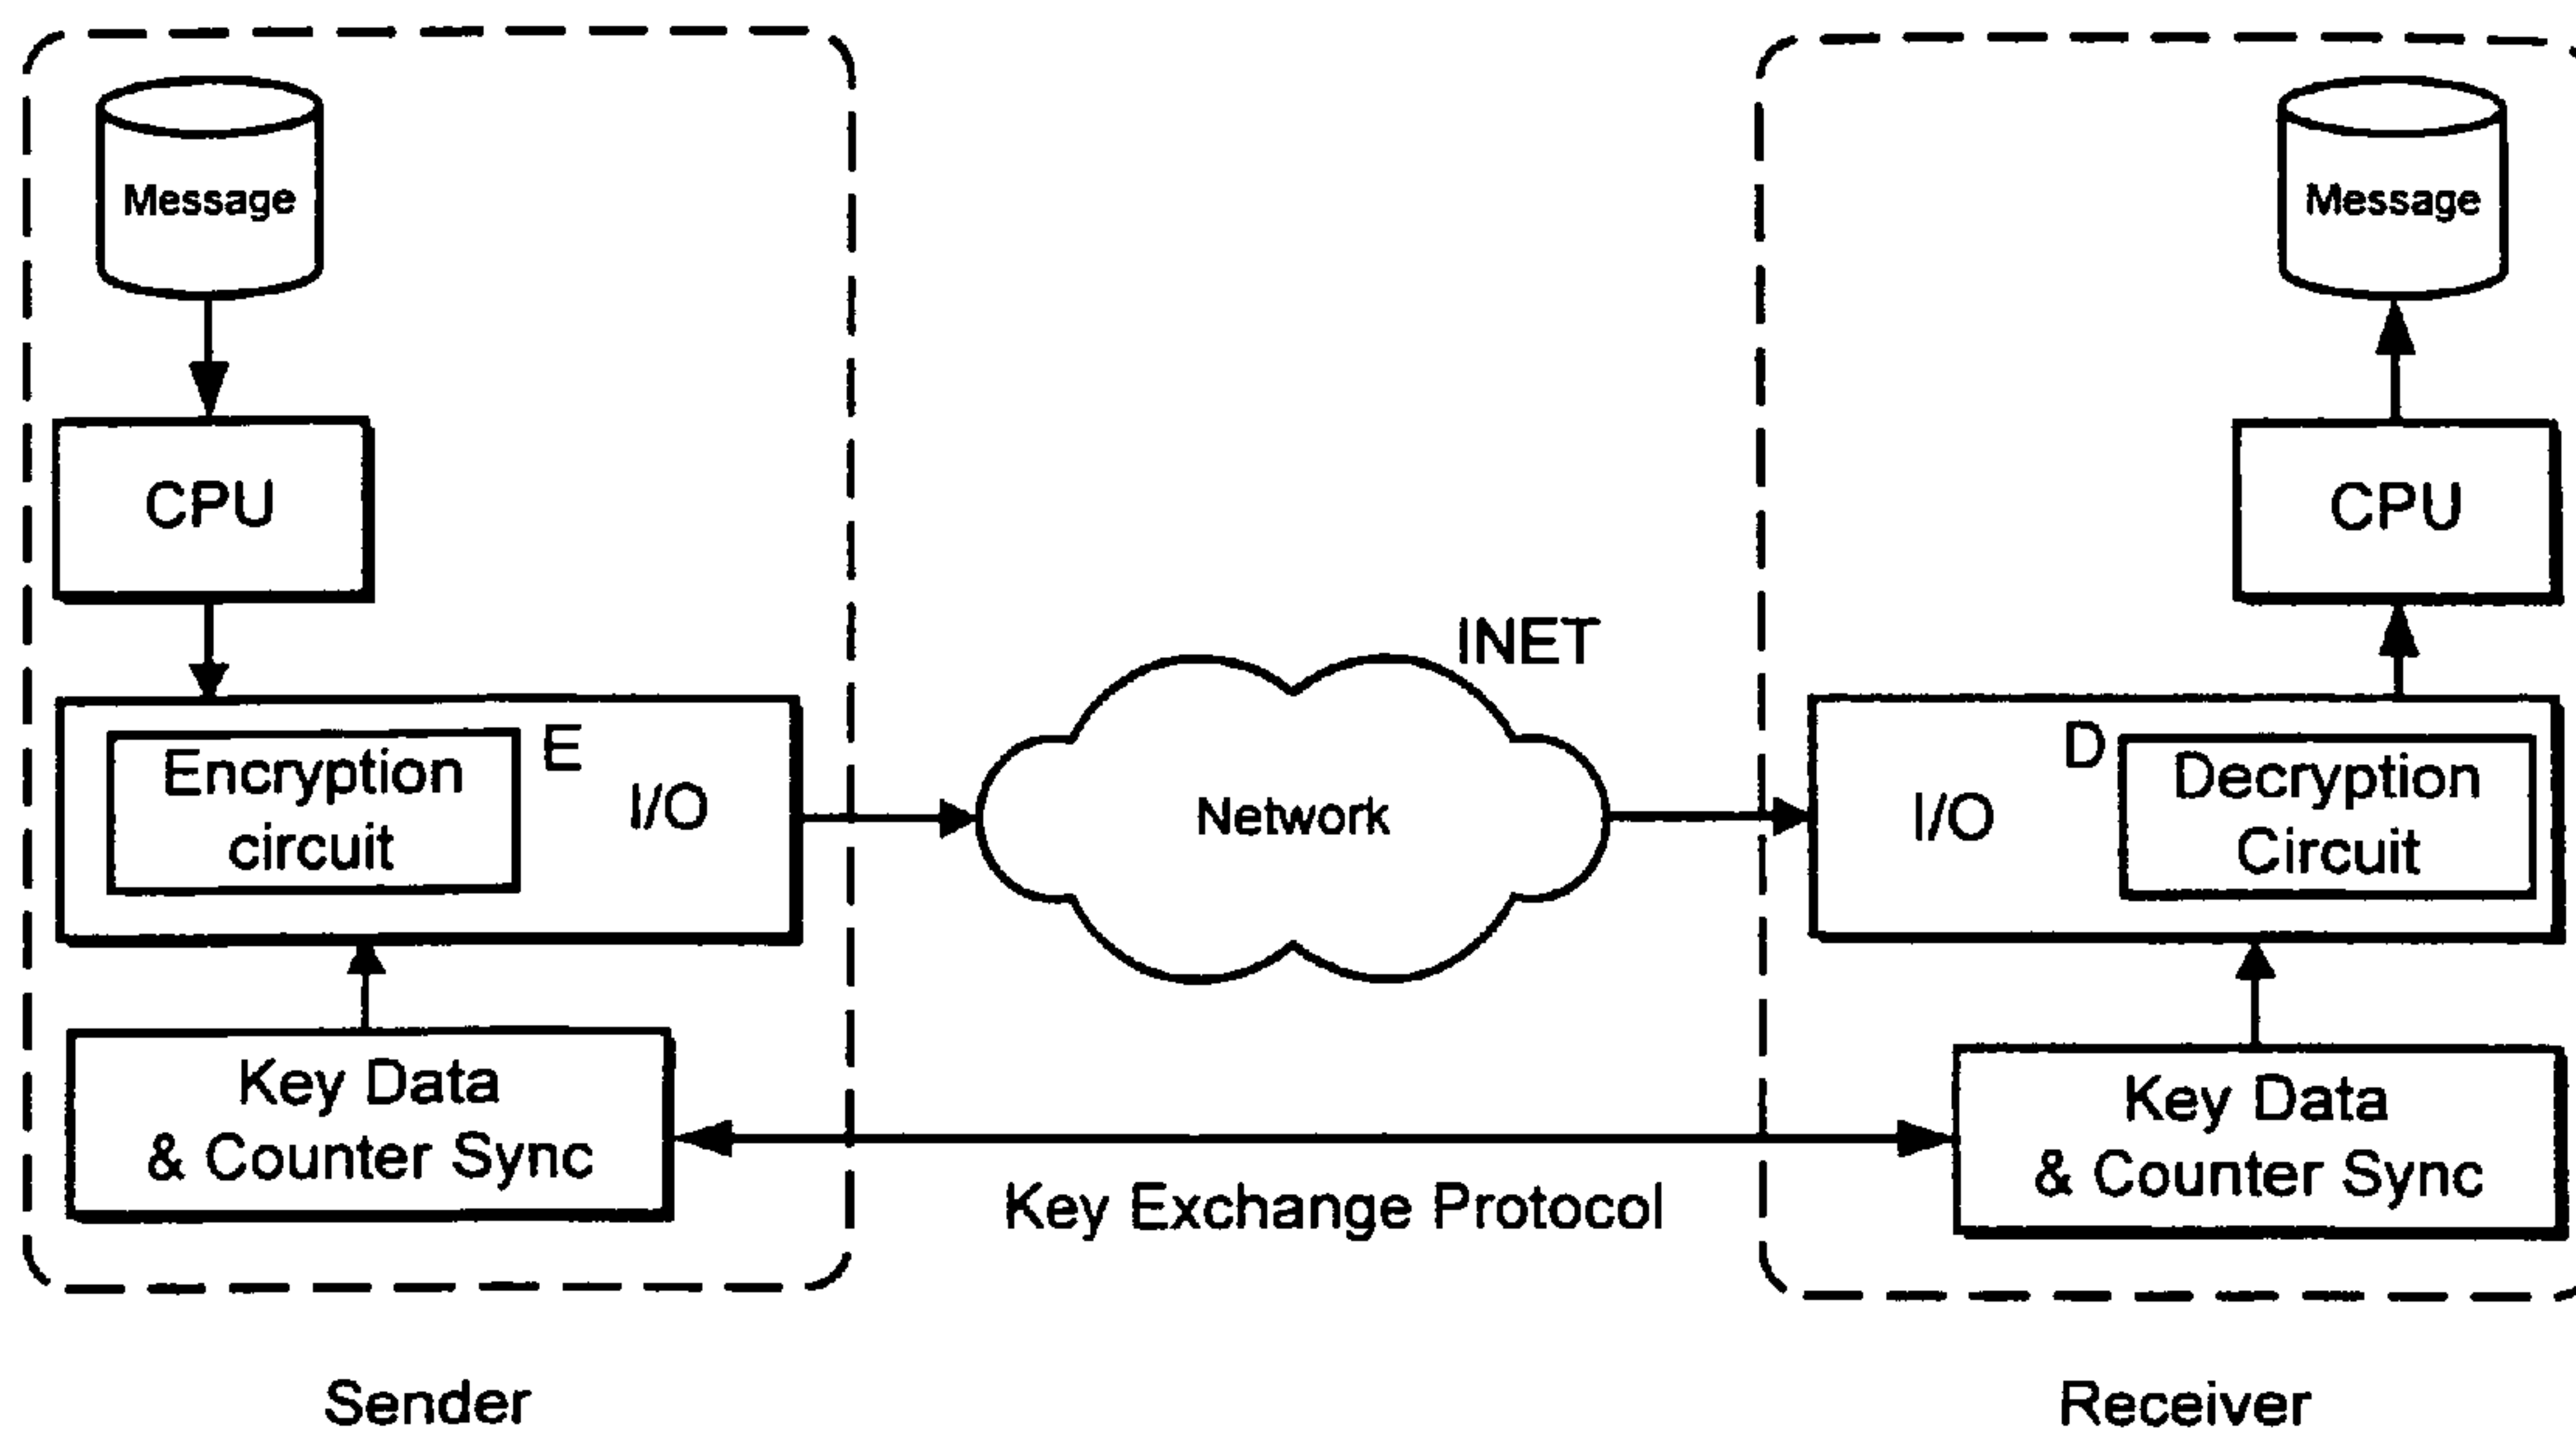 Message
CPU
Encryption
circuit
E
I/O
Key Data
& Counter Sync
Sender
INET
Network
Key Exchange Protocol
Message
CPU
I/O
D
Decryption
Circuit
Key Data
& Counter Sync
Receiver